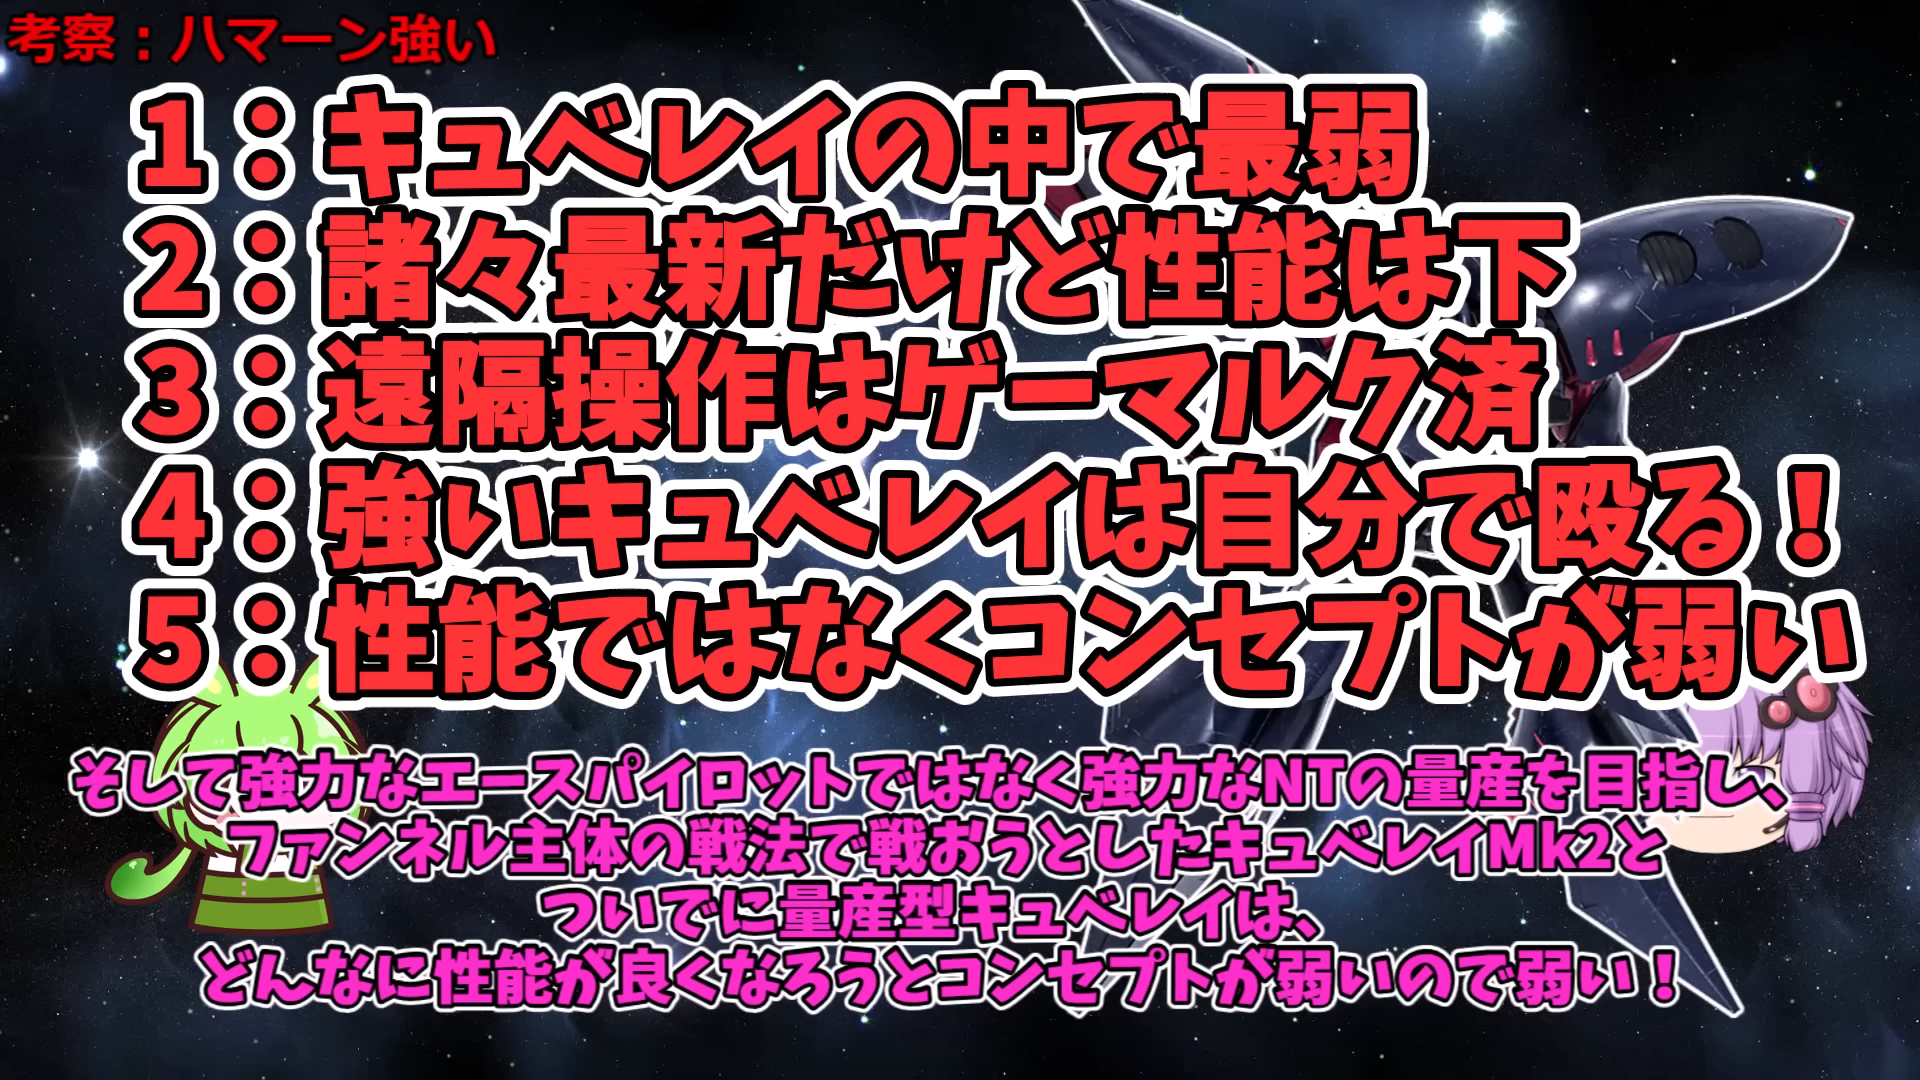 考察：ハマーン強い
1：キュベレイの中で最弱
2：諸々最新だけど性能は下
3：遠隔操作はゲーマルク済
4：強いキュベレイは自分で殴る！
5：性能ではなくコンセプトが弱い
そして強力なエースパイロットではなく強力なNTの量産を目指し、
ファンネル主体の戦法で戦おうとしたキュベレイMk2と
ついでに量産型キュベレイは、
どんなに性能が良くなろうとコンセプトが弱いので弱い！